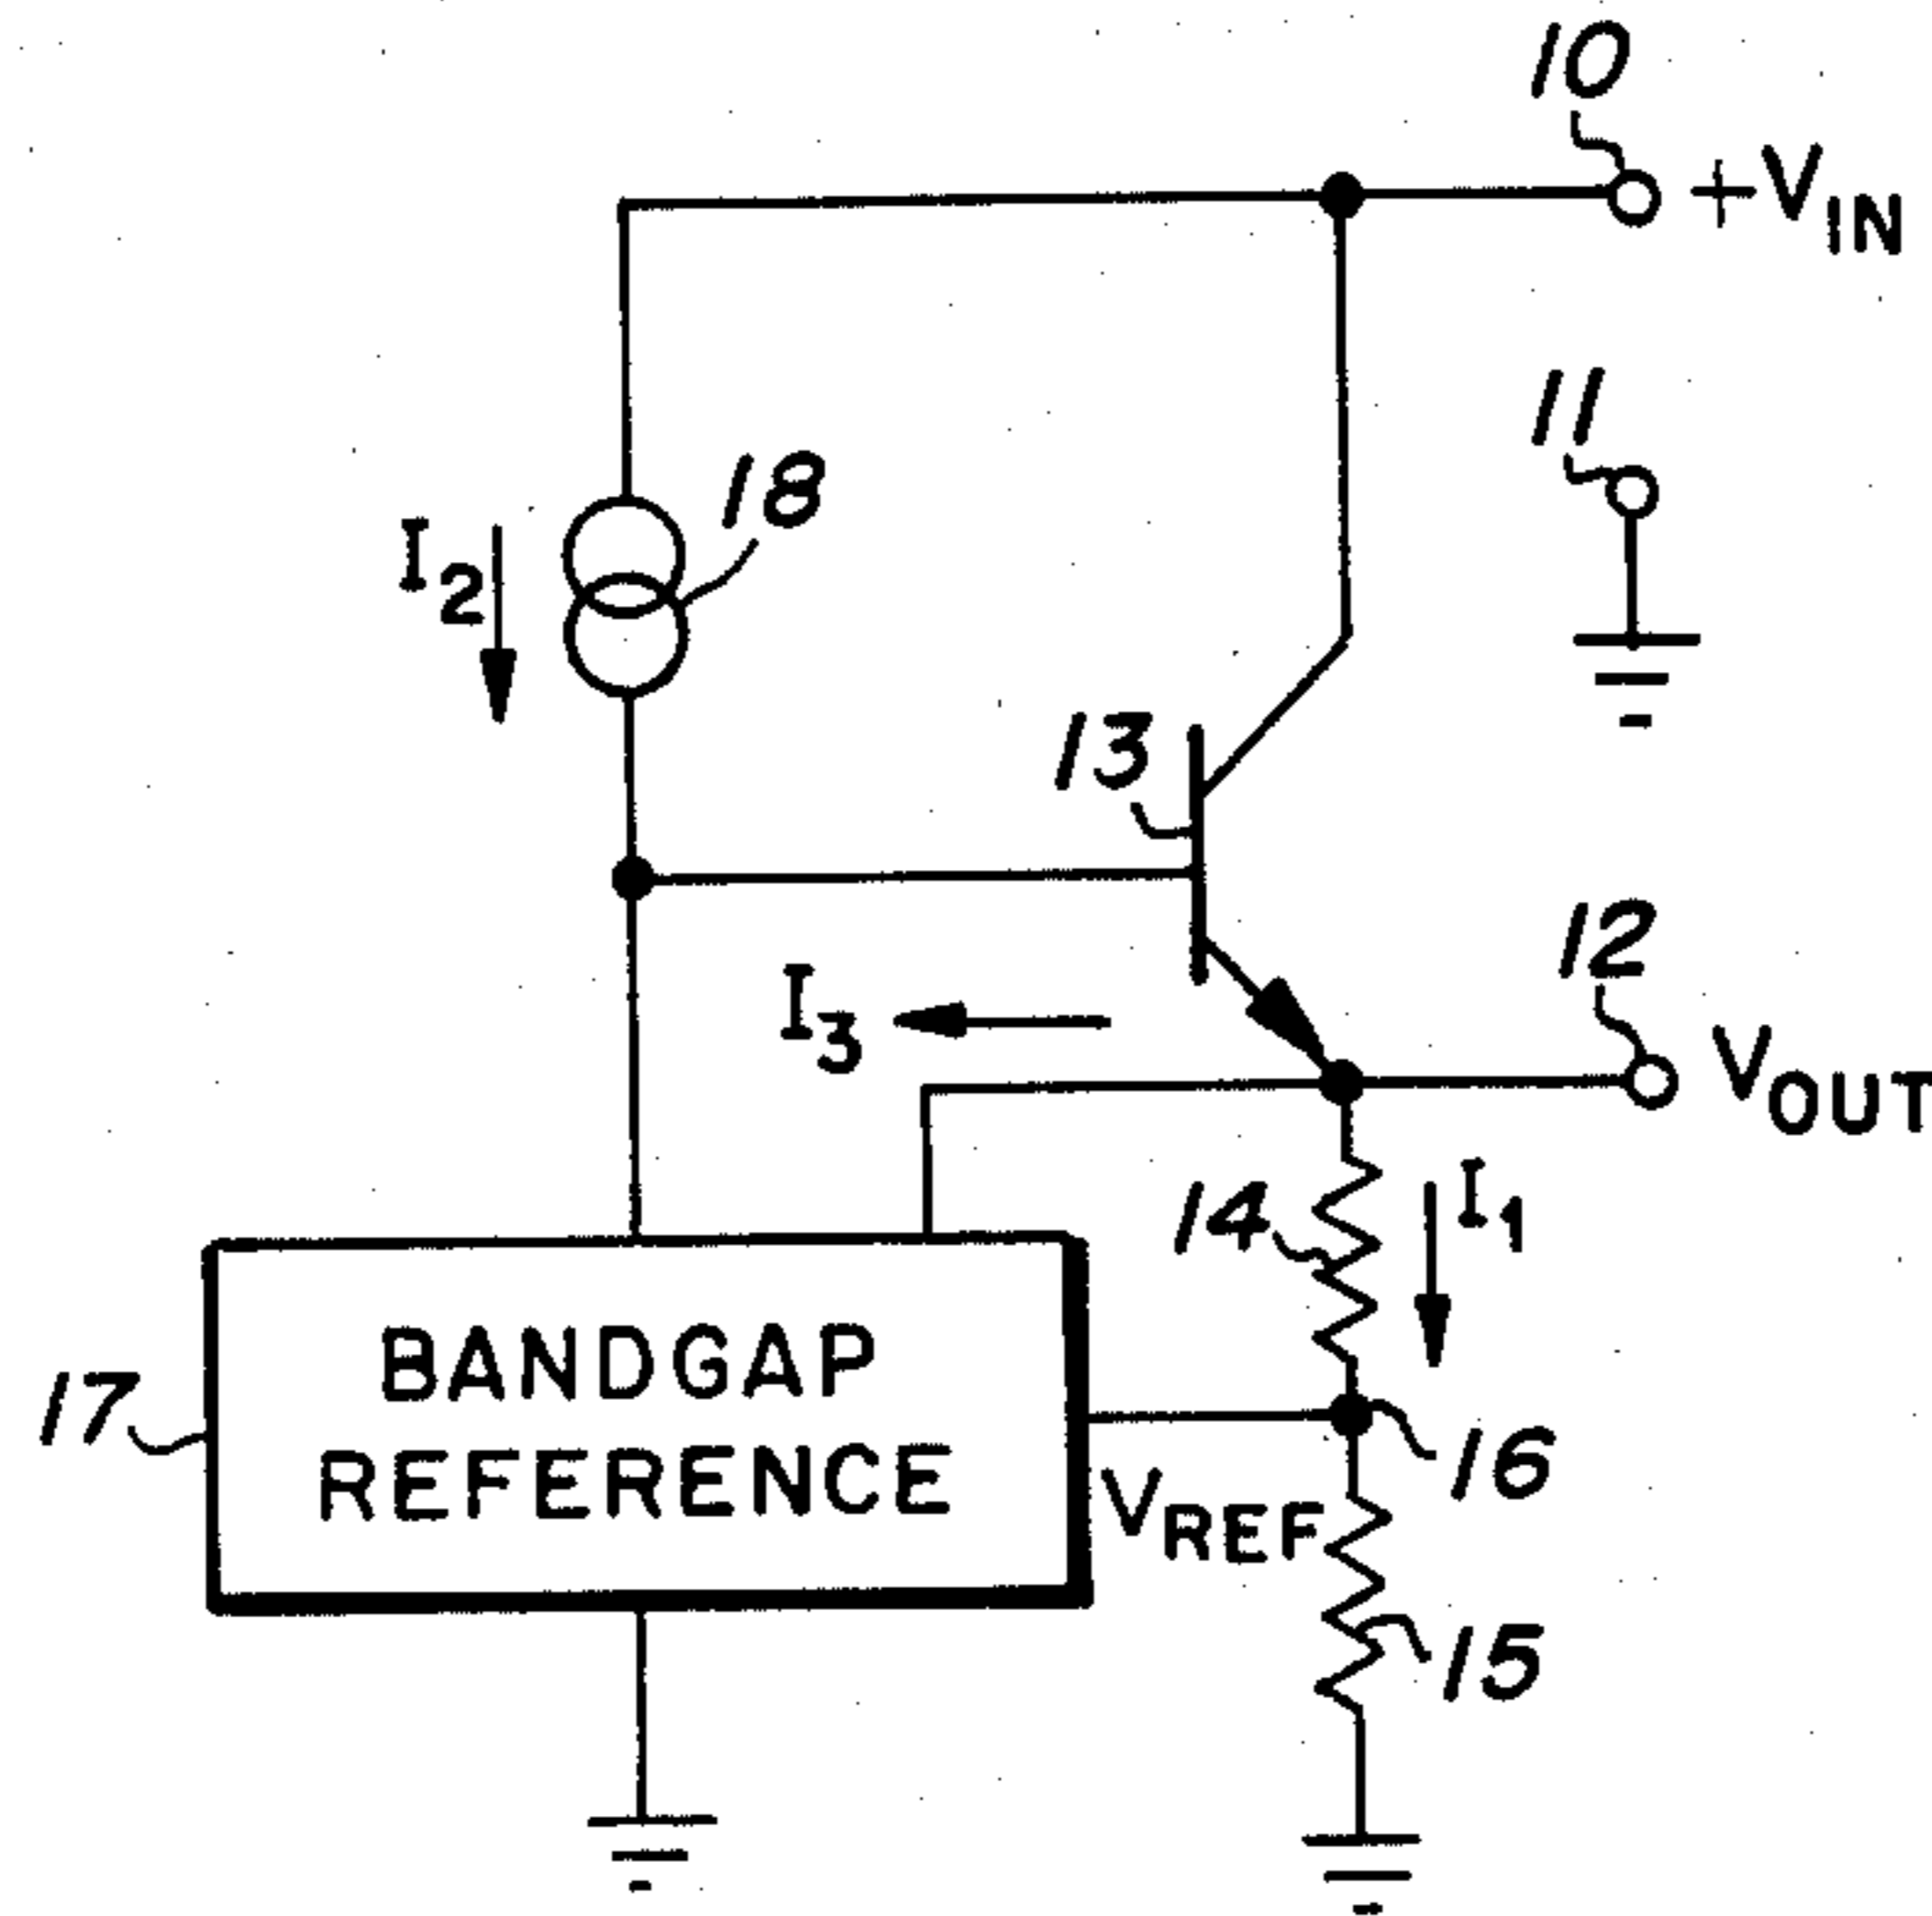 10
+VIN
11
18
I2
13
12
I3
VOUT
14
I1
BANDGAP
REFERENCE
17
16
VREF
15